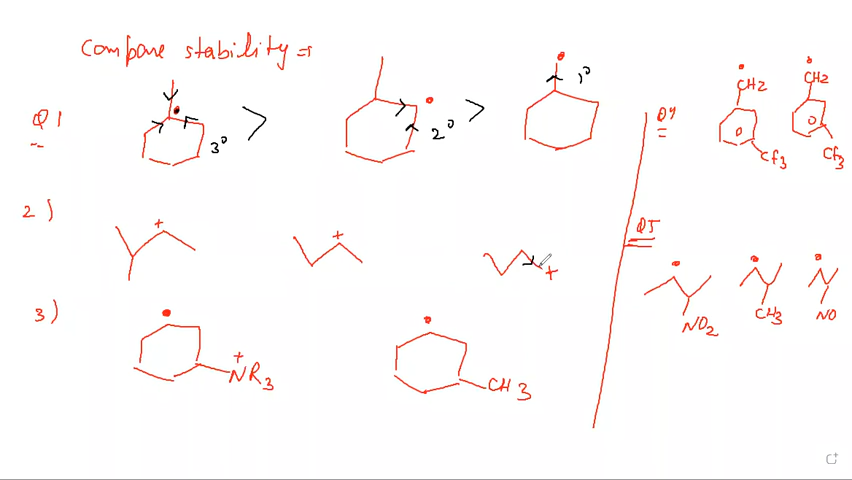 Compare stability ⇒
Q1
3°
>
2°
>
1°
2)
+
+
+
3)
+
NR3
CH3
Q4
CH2
CF3
CH2
CF3
Q5
NO2
CH3
NO